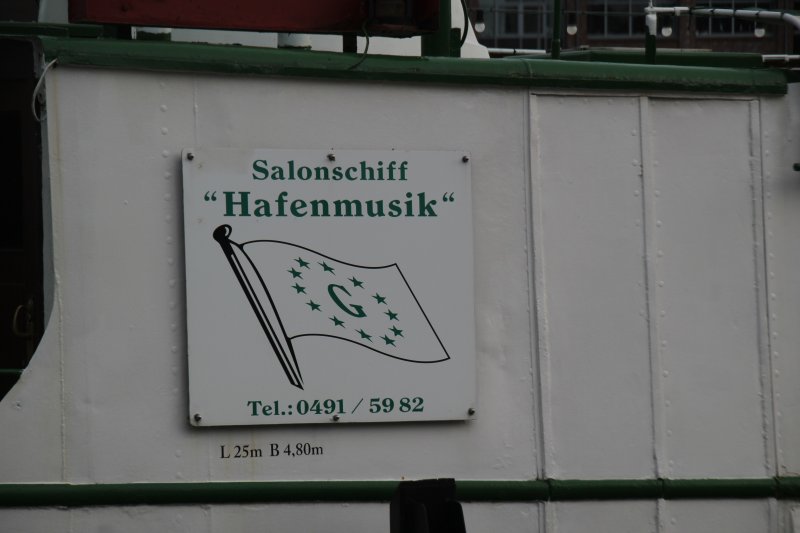 Salonschiff
“Hafenmusik“
G
Tel.: 0491 / 59 82
L 25m B 4,80m